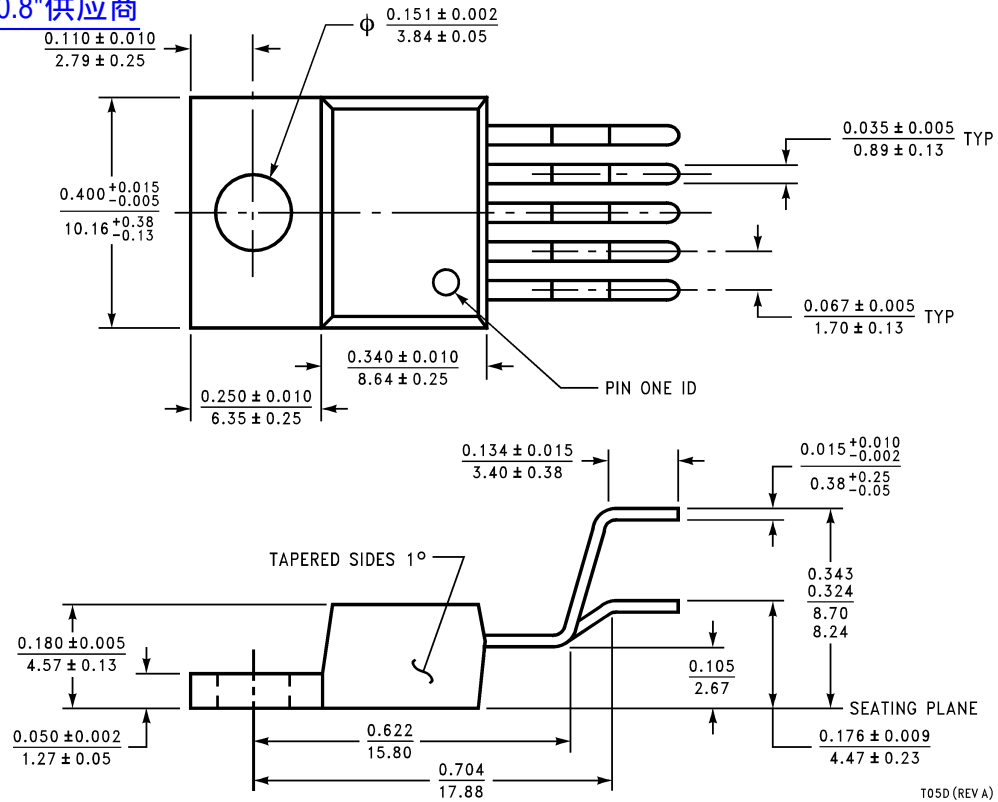 0.8"供应商
ϕ 0.151 ± 0.002
3.84 ± 0.05
0.110 ± 0.010
2.79 ± 0.25
0.035 ± 0.005 TYP
0.89 ± 0.13
0.400 +0.015 -0.005
10.16 +0.38 -0.13
0.067 ± 0.005 TYP
1.70 ± 0.13
0.340 ± 0.010
8.64 ± 0.25
PIN ONE ID
0.250 ± 0.010
6.35 ± 0.25
0.134 ± 0.015
3.40 ± 0.38
0.015 +0.010 -0.002
0.38 +0.25 -0.05
TAPERED SIDES 1°
0.343
0.324
8.70
8.24
0.180 ±0.005
4.57 ± 0.13
0.105
2.67
SEATING PLANE
0.050 ±0.002
1.27 ± 0.05
0.622
15.80
0.176 ±0.009
4.47 ± 0.23
0.704
17.88
T05D (REV A)